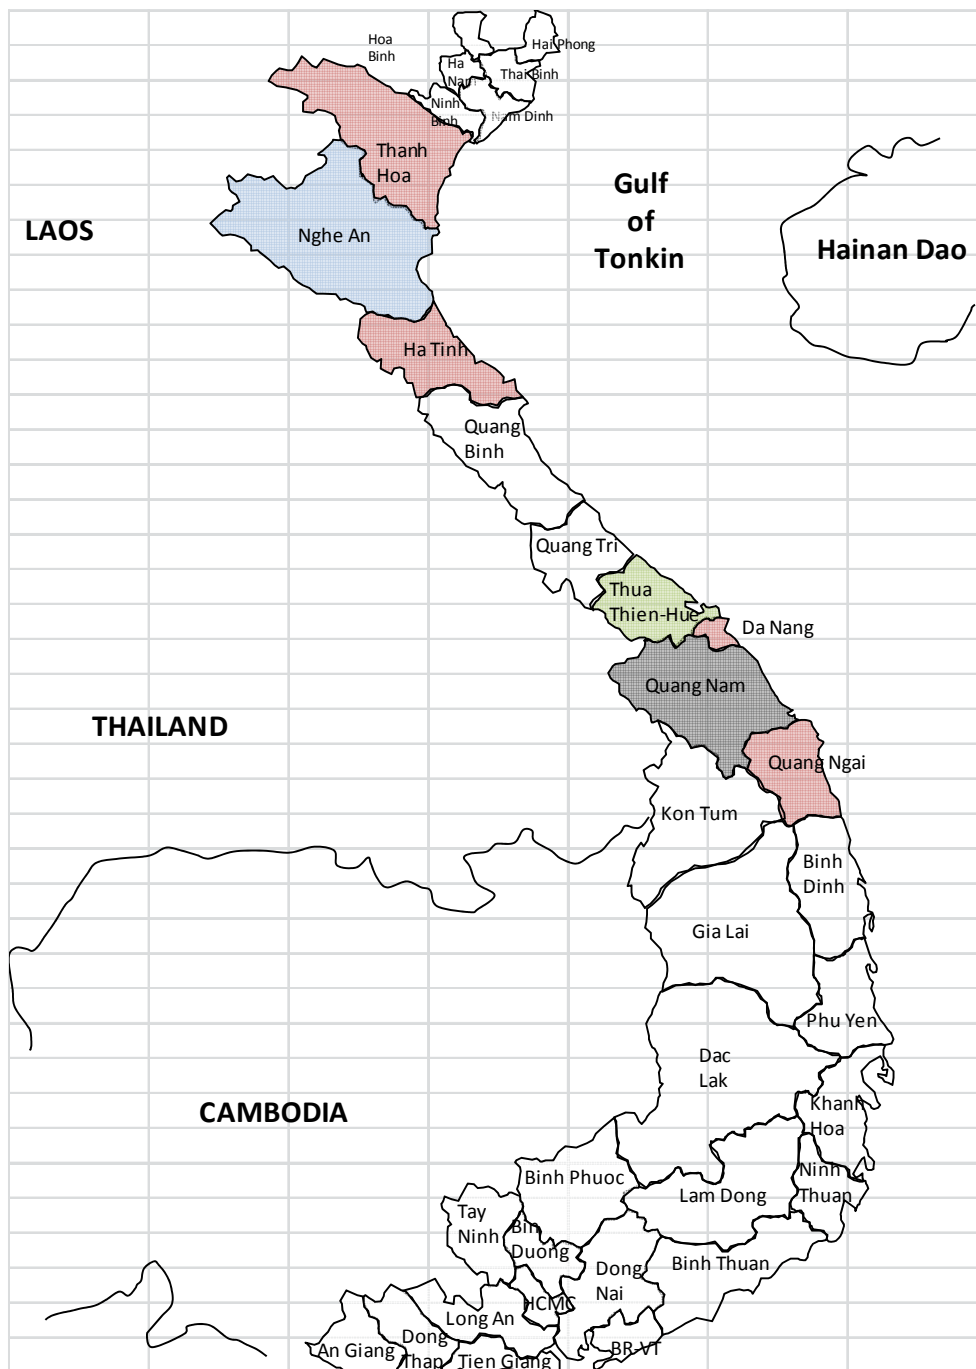 Hoa
Binh
Hai Phong
Ha
Nam
Thai Binh
Ninh
Binh
Nam Dinh
Thanh
Hoa
Gulf
of
Tonkin
LAOS
Nghe An
Hainan Dao
Ha Tinh
Quang
Binh
Quang Tri
Thua
Thien-Hue
Da Nang
Quang Nam
THAILAND
Quang Ngai
Kon Tum
Binh
Dinh
Gia Lai
Phu Yen
Dac
Lak
CAMBODIA
Khanh
Hoa
Binh Phuoc
Ninh
Thuan
Lam Dong
Tay
Ninh
Bin
Duong
Binh Thuan
Dong
Nai
HCMC
Long An
An Giang
Dong
Thap
Tien Giang
BR-VT